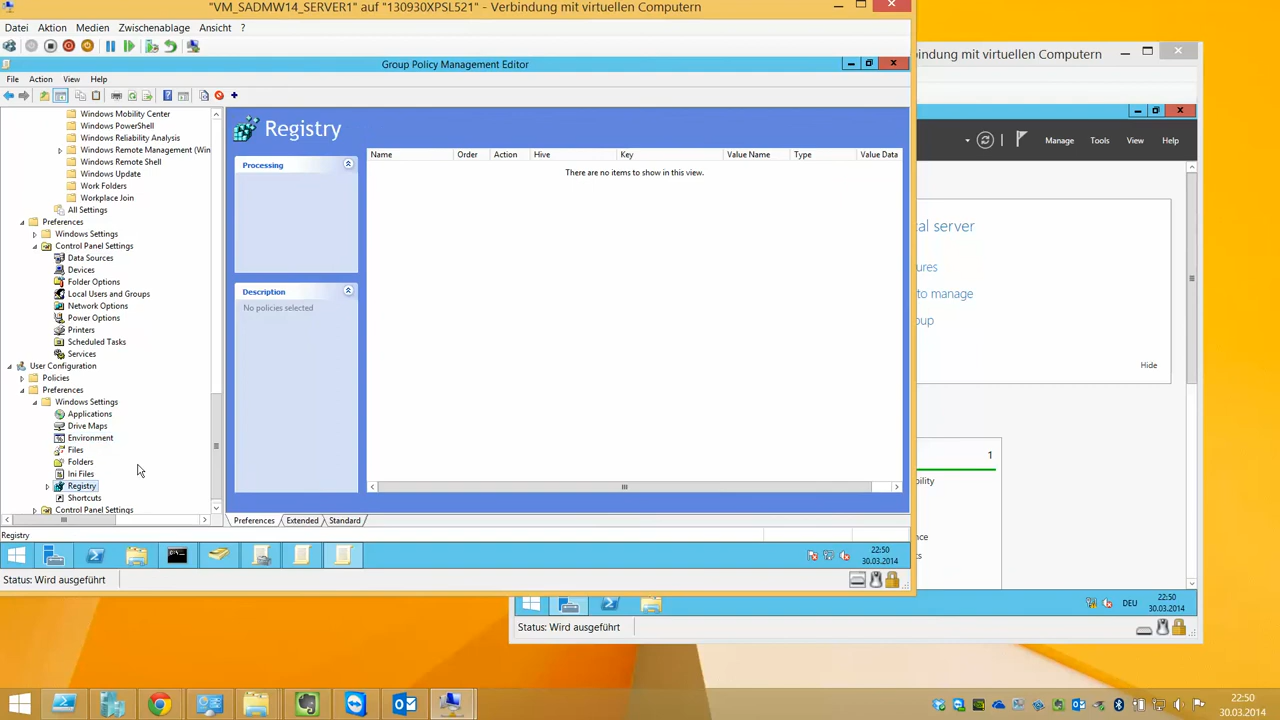 "VM_SADMW14_SERVER1" auf "130930XPSL521" - Verbindung mit virtuellen Computern
Datei Aktion Medien Zwischenablage Ansicht ?
bindung mit virtuellen Computern
Group Policy Management Editor
File Action View Help
Manage Tools View Help
Windows Mobility Center
Windows PowerShell
Windows Reliability Analysis
Windows Remote Management (Win
Windows Remote Shell
Windows Update
Work Folders
Workplace Join
All Settings
Preferences
Windows Settings
Control Panel Settings
Data Sources
Devices
Folder Options
Local Users and Groups
Network Options
Power Options
Printers
Scheduled Tasks
Services
User Configuration
Policies
Preferences
Windows Settings
Applications
Drive Maps
Environment
Files
Folders
Ini Files
Registry
Shortcuts
Control Panel Settings
Registry
Processing
Description
No policies selected
Name Order Action Hive Key Value Name Type Value Data
There are no items to show in this view.
Preferences Extended Standard
Registry
22:50
30.03.2014
Status: Wird ausgeführt
al server
ures
to manage
oup
Hide
1
bility
nce
ts
DEU
22:50
30.03.2014
Status: Wird ausgeführt
22:50
30.03.2014